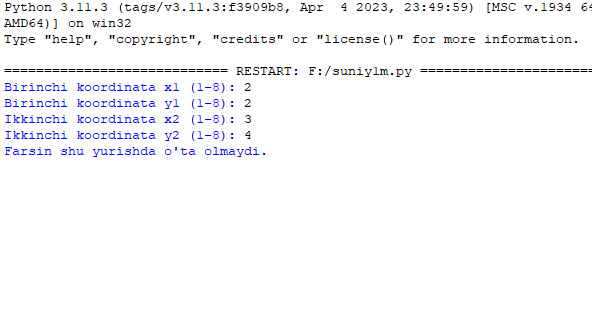 Python 3.11.3 (tags/v3.11.3:f3909b8, Apr  4 2023, 23:49:59) [MSC v.1934 64
AMD64)] on win32
Type "help", "copyright", "credits" or "license()" for more information.
============================ RESTART: F:/suniy1m.py ======================
Birinchi koordinata x1 (1-8): 2
Birinchi koordinata y1 (1-8): 2
Ikkinchi koordinata x2 (1-8): 3
Ikkinchi koordinata y2 (1-8): 4
Farsin shu yurishda o'ta olmaydi.